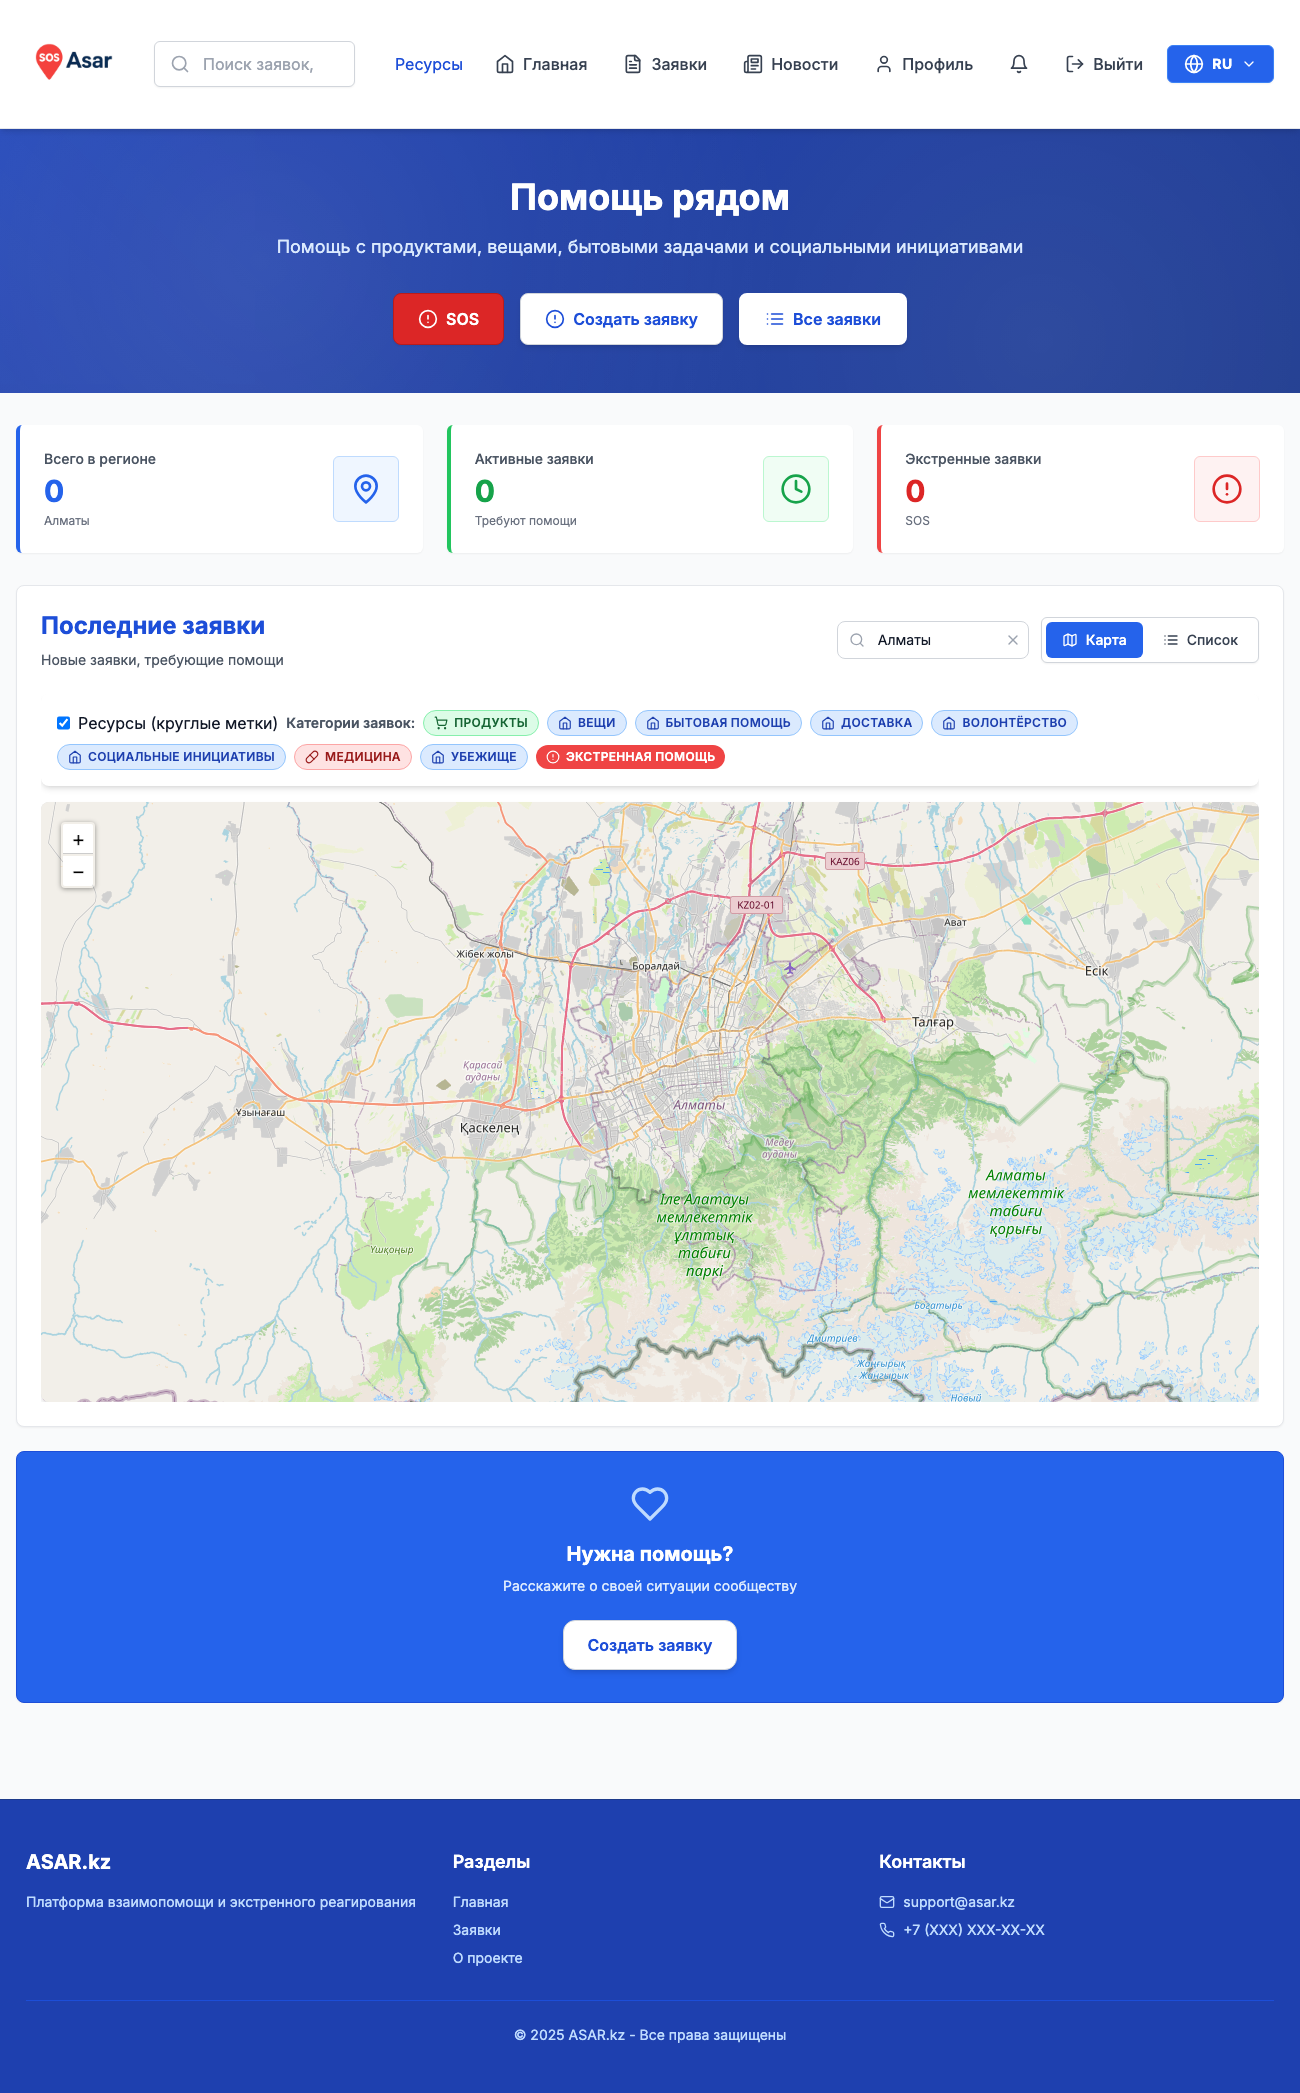 SOS Asar
Поиск заявок,
Ресурсы
Главная
Заявки
Новости
Профиль
Выйти
RU
Помощь рядом
Помощь с продуктами, вещами, бытовыми задачами и социальными инициативами
SOS
Создать заявку
Все заявки
Всего в регионе
0
Алматы
Активные заявки
0
Требуют помощи
Экстренные заявки
0
SOS
Последние заявки
Новые заявки, требующие помощи
Алматы
Карта
Список
Ресурсы (круглые метки) Категории заявок: ПРОДУКТЫ ВЕЩИ БЫТОВАЯ ПОМОЩЬ ДОСТАВКА ВОЛОНТЁРСТВО
СОЦИАЛЬНЫЕ ИНИЦИАТИВЫ МЕДИЦИНА УБЕЖИЩЕ ЭКСТРЕННАЯ ПОМОЩЬ
+
−
KAZ06
KZ02-01
Ават
Жібек жолы
Боралдай
Есік
Талғар
Қарасай
ауданы
Алматы
Ұзынағаш
Қаскелең
Медеу
ауданы
Алматы
мемлекеттік
табиғи
қорығы
Іле Алатауы
мемлекеттік
ұлттық
табиғи
паркі
Үшқоңыр
Богатырь
Дмитриев
Жаңғырық
- Жангырык
Новый
Нужна помощь?
Расскажите о своей ситуации сообществу
Создать заявку
ASAR.kz
Платформа взаимопомощи и экстренного реагирования
Разделы
Главная
Заявки
О проекте
Контакты
support@asar.kz
+7 (XXX) XXX-XX-XX
© 2025 ASAR.kz - Все права защищены